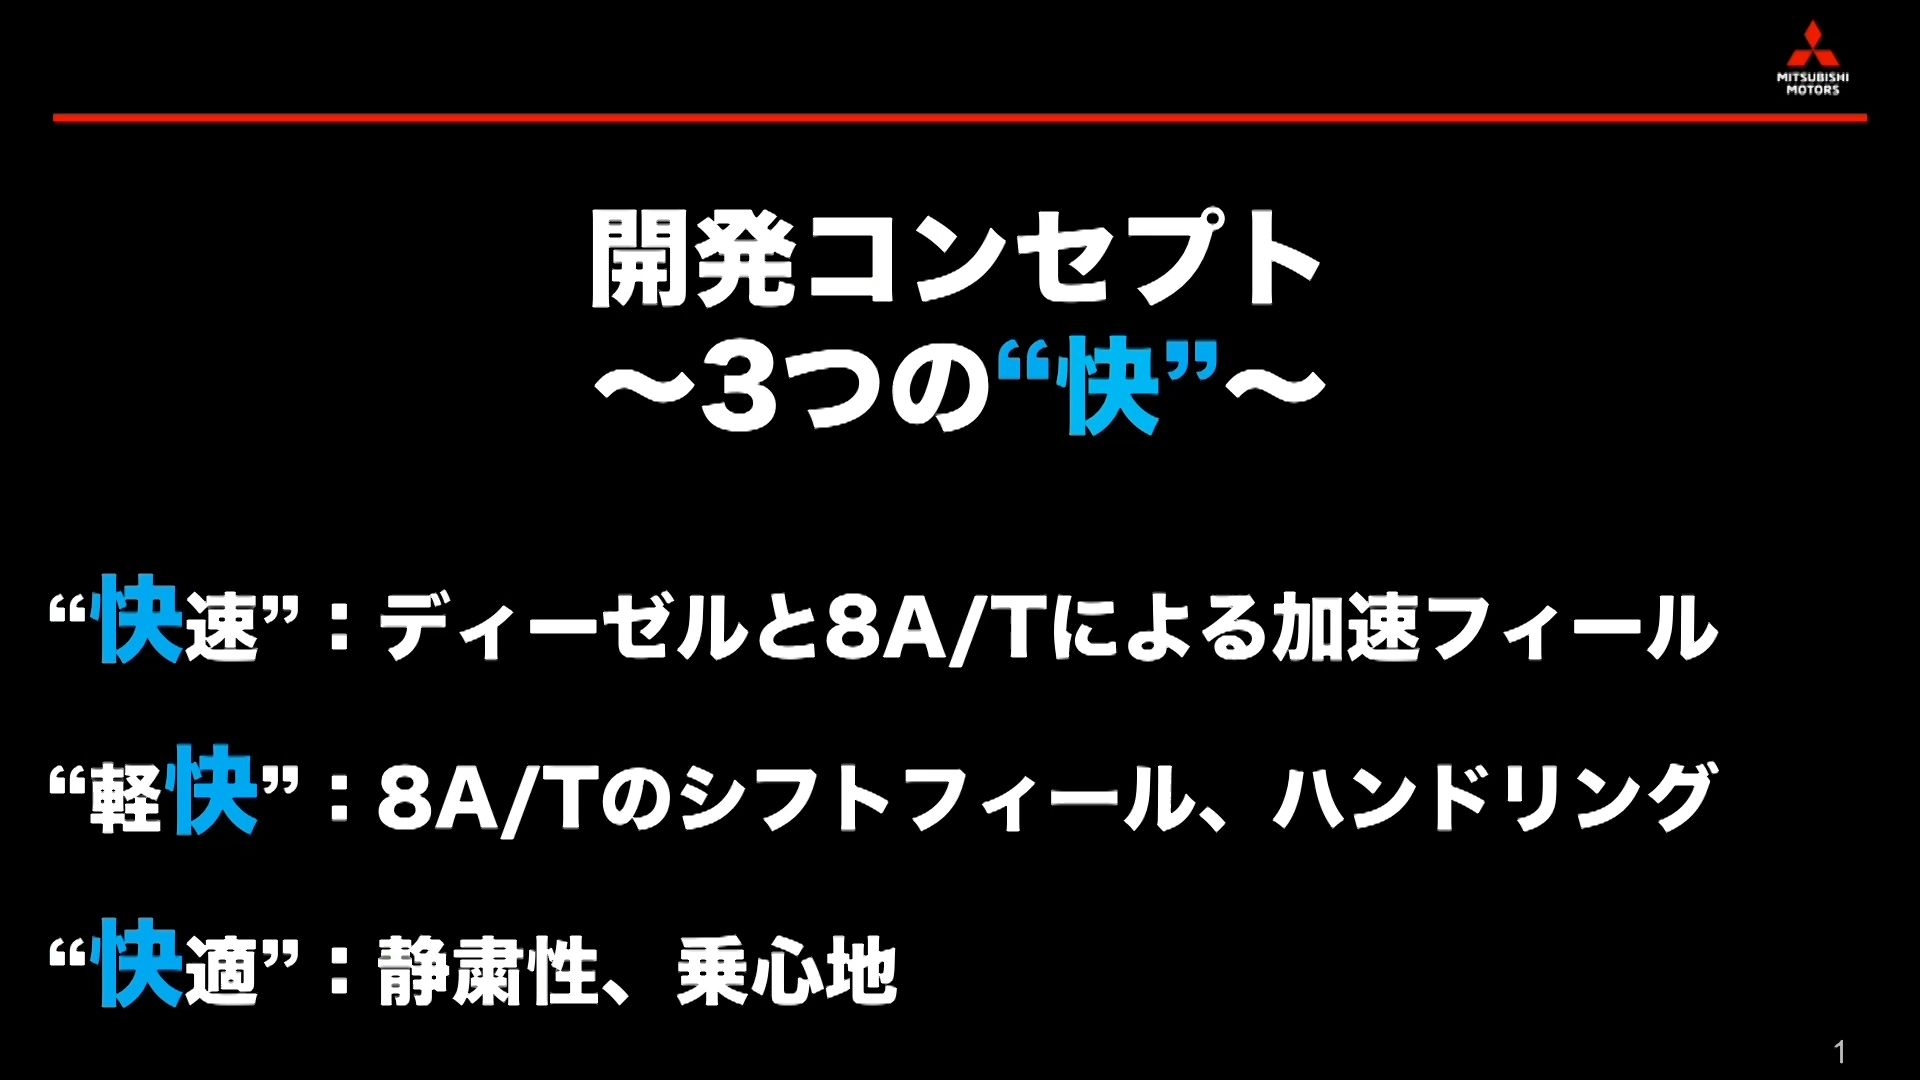 MITSUBISHI
MOTORS
開発コンセプト
～3つの“快”～
“快速”：ディーゼルと8A/Tによる加速フィール
“軽快”：8A/Tのシフトフィール、ハンドリング
“快適”：静粛性、乗心地
1